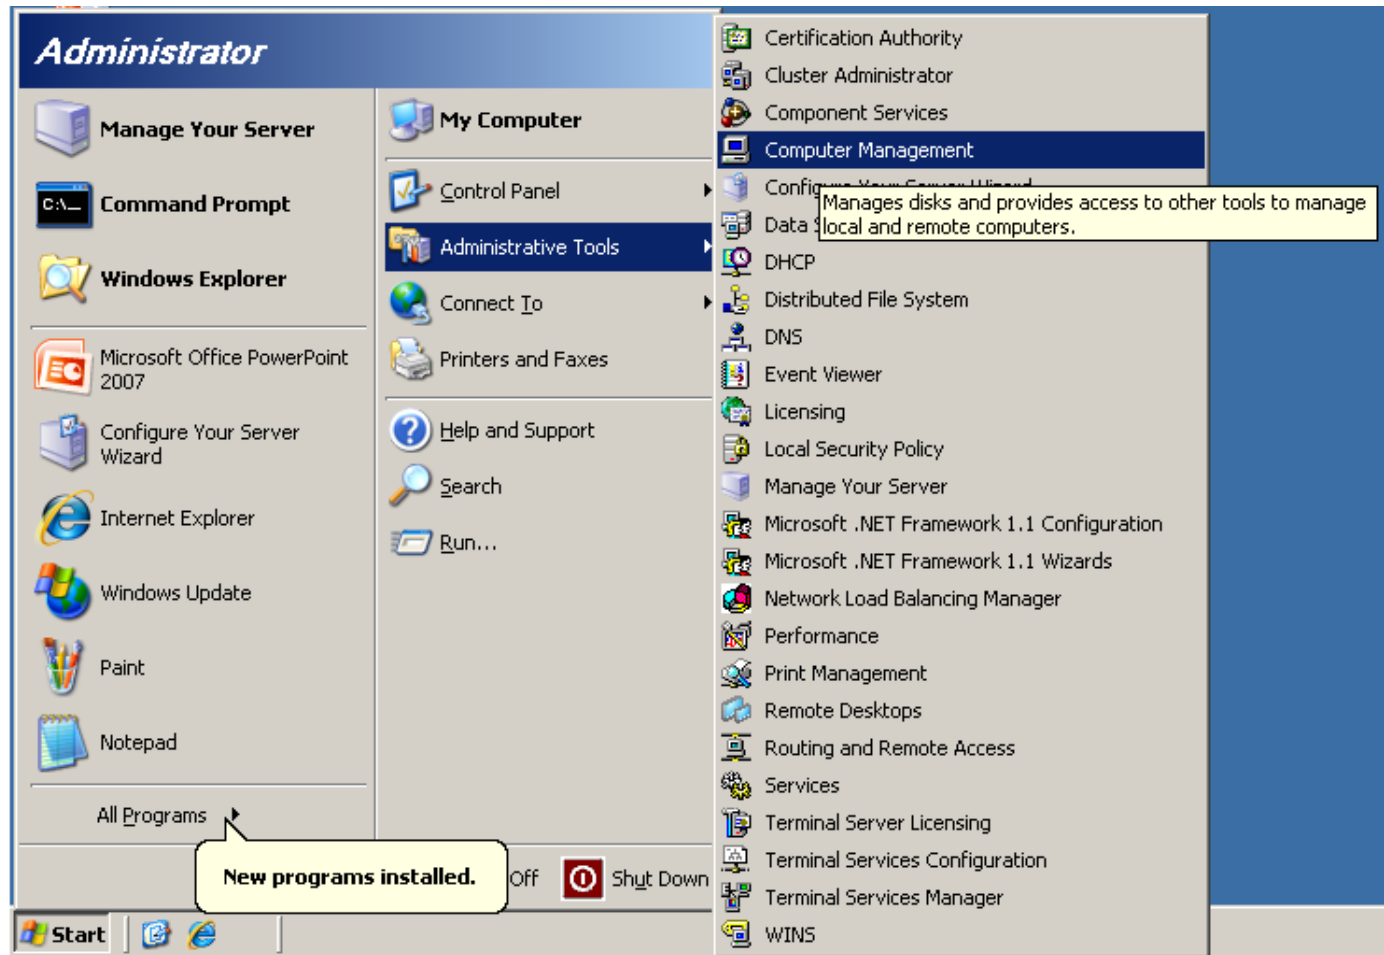 Administrator
Manage Your Server
Command Prompt
Windows Explorer
Microsoft Office PowerPoint
2007
Configure Your Server
Wizard
Internet Explorer
Windows Update
Paint
Notepad
All Programs
New programs installed.
My Computer
Control Panel
Administrative Tools
Connect To
Printers and Faxes
Help and Support
Search
Run...
Off
Shut Down
Certification Authority
Cluster Administrator
Component Services
Computer Management
Manages disks and provides access to other tools to manage
local and remote computers.
Data
DHCP
Distributed File System
DNS
Event Viewer
Licensing
Local Security Policy
Manage Your Server
Microsoft .NET Framework 1.1 Configuration
Microsoft .NET Framework 1.1 Wizards
Network Load Balancing Manager
Performance
Print Management
Remote Desktops
Routing and Remote Access
Services
Terminal Server Licensing
Terminal Services Configuration
Terminal Services Manager
WINS
Start
C:\_